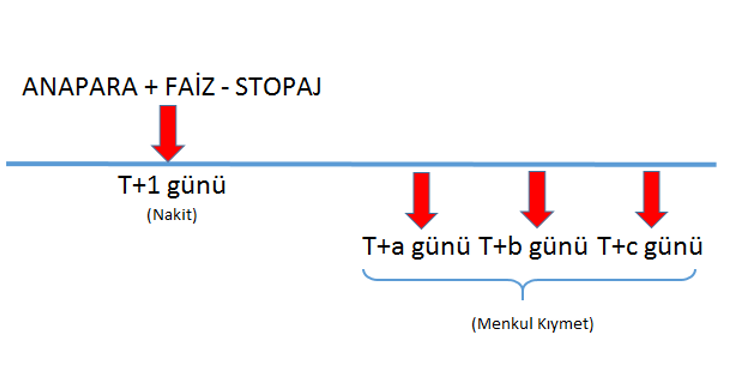 ANAPARA + FAİZ - STOPAJ
T+1 günü
(Nakit)
T+a günü T+b günü T+c günü
(Menkul Kıymet)